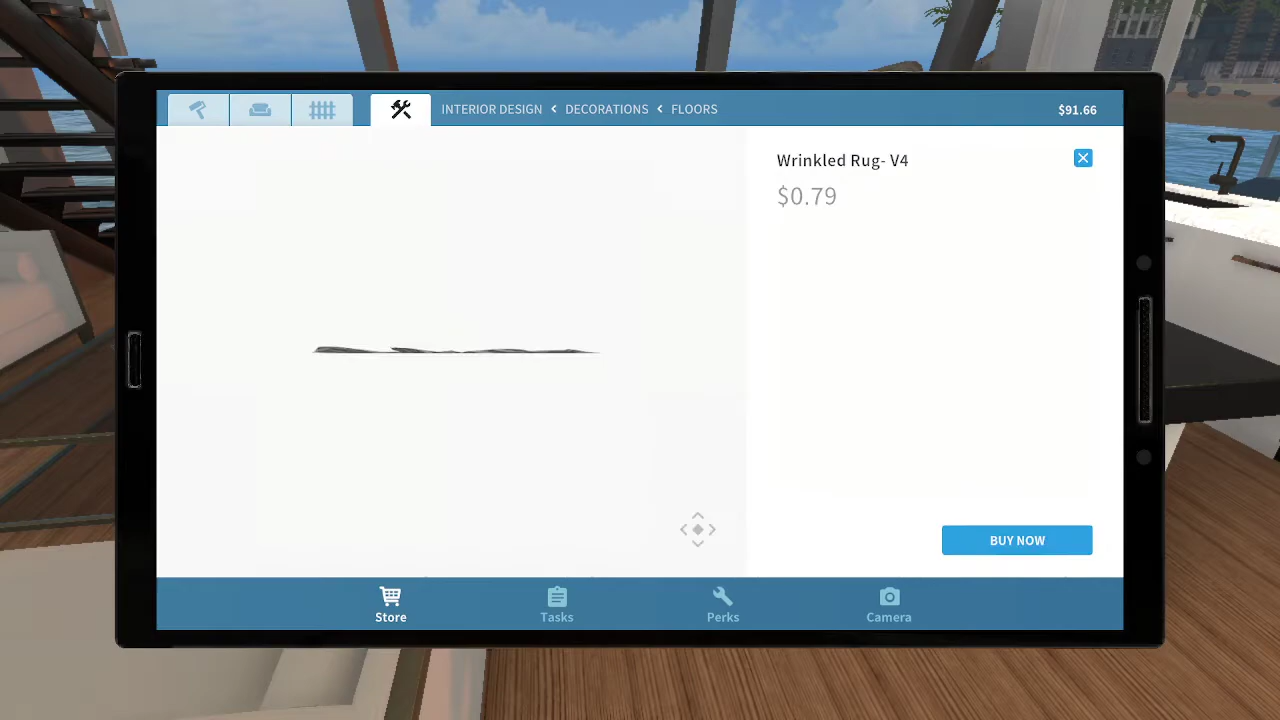 INTERIOR DESIGN < DECORATIONS < FLOORS
$91.66
Wrinkled Rug- V4
$0.79
BUY NOW
Store
Tasks
Perks
Camera